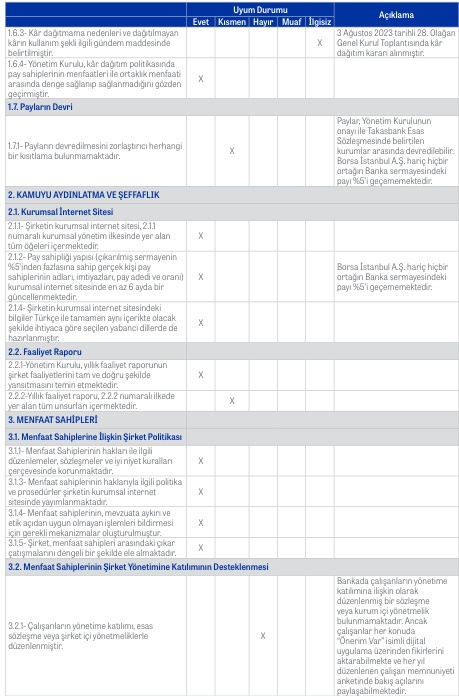 Uyum Durumu
Açıklama
Evet Kısmen Hayır Muaf İlgisiz
1.6.3- Kâr dağıtmama nedenleri ve dağıtılmayan
kârın kullanım şekli ilgili gündem maddesinde
belirtilmiştir.
X
3 Ağustos 2023 tarihli 28. Olağan
Genel Kurul Toplantısında kâr
dağıtım kararı alınmıştır.
1.6.4- Yönetim Kurulu, kâr dağıtım politikasında
pay sahiplerinin menfaatleri ile ortaklık menfaati
arasında denge sağlanıp sağlanmadığını gözden
geçirmiştir.
X
1.7. Payların Devri
1.7.1- Payların devredilmesini zorlaştırıcı herhangi
bir kısıtlama bulunmamaktadır.
X
Paylar, Yönetim Kurulunun
onayı ile Takasbank Esas
Sözleşmesinde belirtilen
kurumlar arasında devredilebilir.
Borsa İstanbul A.Ş. hariç hiçbir
ortağın Banka sermayesindeki
payı %5'i geçememektedir.
2. KAMUYU AYDINLATMA VE ŞEFFAFLIK
2.1. Kurumsal İnternet Sitesi
2.1.1- Şirketin kurumsal internet sitesi, 2.1.1
numaralı kurumsal yönetim ilkesinde yer alan
tüm öğeleri içermektedir.
X
2.1.2- Pay sahipliği yapısı (çıkarılmış sermayenin
%5'inden fazlasına sahip gerçek kişi pay
sahiplerinin adları, imtiyazları, pay adedi ve oranı)
kurumsal internet sitesinde en az 6 ayda bir
güncellenmektedir.
X
Borsa İstanbul A.Ş. hariç hiçbir
ortağın Banka sermayesindeki
payı %5'i geçememektedir.
2.1.4- Şirketin kurumsal internet sitesindeki
bilgiler Türkçe ile tamamen aynı içerikte olacak
şekilde ihtiyaca göre seçilen yabancı dillerde de
hazırlanmıştır.
X
2.2. Faaliyet Raporu
2.2.1-Yönetim Kurulu, yıllık faaliyet raporunun
şirket faaliyetlerini tam ve doğru şekilde
yansıtmasını temin etmektedir.
X
2.2.2-Yıllık faaliyet raporu, 2.2.2 numaralı ilkede
yer alan tüm unsurları içermektedir.
X
3. MENFAAT SAHİPLERİ
3.1. Menfaat Sahiplerine İlişkin Şirket Politikası
3.1.1- Menfaat Sahiplerinin hakları ile ilgili
düzenlemeler, sözleşmeler ve iyi niyet kuralları
çerçevesinde korunmaktadır.
X
3.1.3- Menfaat sahiplerinin haklarıyla ilgili politika
ve prosedürler şirketin kurumsal internet
sitesinde yayımlanmaktadır.
X
3.1.4- Menfaat sahiplerinin, mevzuata aykırı ve
etik açıdan uygun olmayan işlemleri bildirmesi
için gerekli mekanizmalar oluşturulmuştur.
X
3.1.5- Şirket, menfaat sahipleri arasındaki çıkar
çatışmalarını dengeli bir şekilde ele almaktadır.
X
3.2. Menfaat Sahiplerinin Şirket Yönetimine Katılımının Desteklenmesi
3.2.1- Çalışanların yönetime katılımı, esas
sözleşme veya şirket içi yönetmeliklerle
düzenlenmiştir.
X
Bankada çalışanların yönetime
katılımına ilişkin olarak
düzenlenmiş bir sözleşme
veya kurum içi yönetmelik
bulunmamaktadır. Ancak
çalışanlar her konuda
"Önerim Var" isimli dijital
uygulama üzerinden fikirlerini
aktarabilmekte ve her yıl
düzenlenen çalışan memnuniyeti
anketinde bakış açılarını
paylaşabilmektedir.